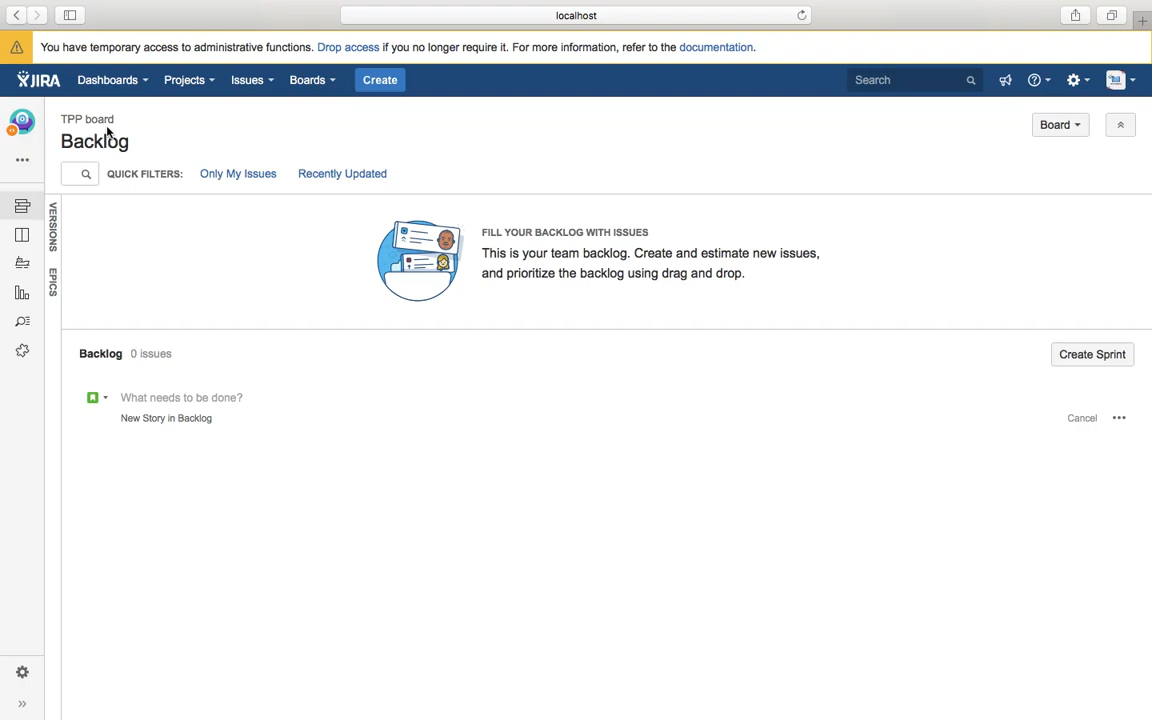 localhost
You have temporary access to administrative functions. Drop access if you no longer require it. For more information, refer to the documentation.
JIRA Dashboards Projects Issues Boards Create Search
TPP board
Backlog
Board
QUICK FILTERS: Only My Issues Recently Updated
VERSIONS
EPICS
FILL YOUR BACKLOG WITH ISSUES
This is your team backlog. Create and estimate new issues,
and prioritize the backlog using drag and drop.
Backlog 0 issues Create Sprint
What needs to be done?
New Story in Backlog Cancel